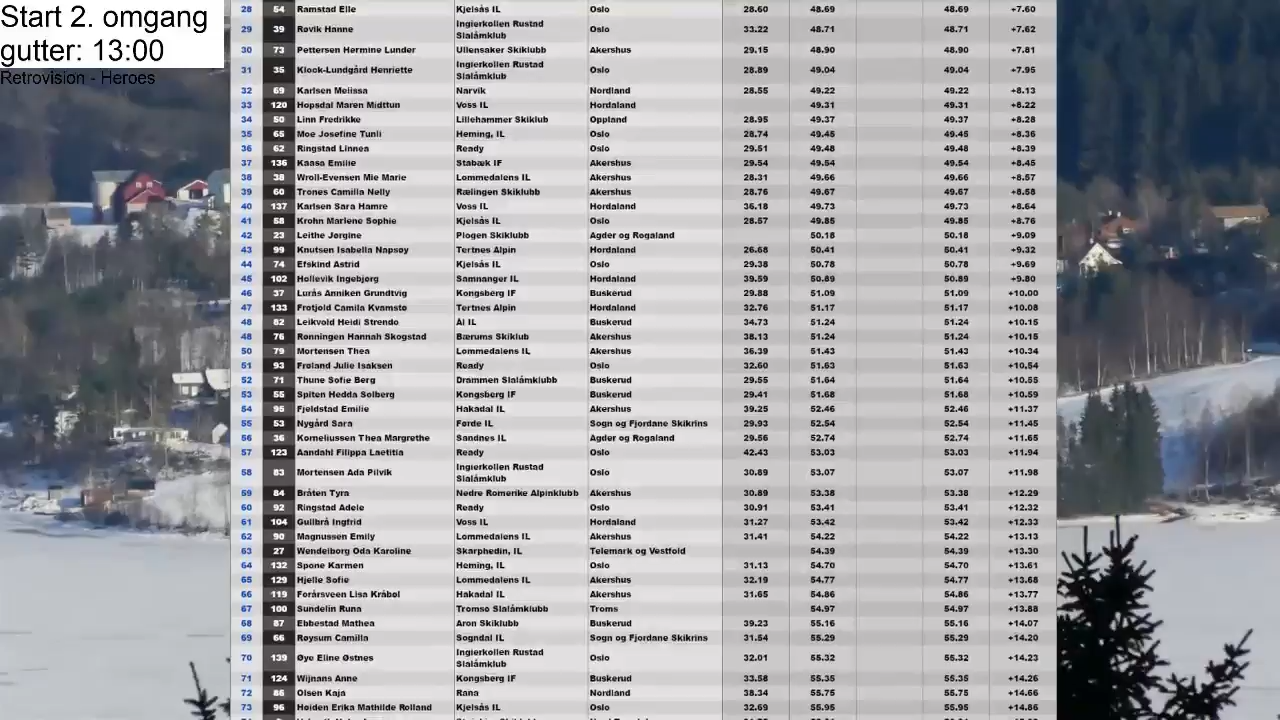 Start 2. omgang
gutter: 13:00
Retrovision - Heroes
28 54 Ramstad Elle Kjelsås IL Oslo 28.60 48.69 48.69 +7.60
29 39 Røvik Hanne Ingierkollen Rustad Slalåmklub Oslo 33.22 48.71 48.71 +7.62
30 73 Pettersen Hermine Lunder Ullensaker Skiklubb Akershus 29.15 48.90 48.90 +7.81
31 35 Klock-Lundgård Henriette Ingierkollen Rustad Slalåmklub Oslo 28.89 49.04 49.04 +7.95
32 69 Karlsen Melissa Narvik Nordland 28.55 49.22 49.22 +8.13
33 120 Hopsdal Maren Midttun Voss IL Hordaland 49.31 49.31 +8.22
34 50 Linn Fredrikke Lillehammer Skiklub Oppland 28.95 49.37 49.37 +8.28
35 65 Moe Josefine Tunli Heming, IL Oslo 28.74 49.45 49.45 +8.36
36 62 Ringstad Linnea Ready Oslo 29.51 49.48 49.48 +8.39
37 136 Kaasa Emilie Stabæk IF Akershus 29.54 49.54 49.54 +8.45
38 38 Wroll-Evensen Mie Marie Lommedalens IL Akershus 28.31 49.66 49.66 +8.57
39 60 Trones Camilla Nelly Rælingen Skiklubb Akershus 28.76 49.67 49.67 +8.58
40 137 Karlsen Sara Hamre Voss IL Hordaland 36.18 49.73 49.73 +8.64
41 58 Krohn Marlene Sophie Kjelsås IL Oslo 28.57 49.85 49.85 +8.76
42 23 Leithe Jørgine Plogen Skiklubb Agder og Rogaland 50.18 50.18 +9.09
43 99 Knutsen Isabella Napsøy Tertnes Alpin Hordaland 26.68 50.41 50.41 +9.32
44 74 Efskind Astrid Kjelsås IL Oslo 29.38 50.78 50.78 +9.69
45 102 Hollevik Ingebjørg Samnanger IL Hordaland 39.59 50.89 50.89 +9.80
46 37 Lurås Anniken Grundtvig Kongsberg IF Buskerud 29.88 51.09 51.09 +10.00
47 133 Frotjold Camila Kvamstø Tertnes Alpin Hordaland 32.76 51.17 51.17 +10.08
48 82 Leikvold Heidi Strendo Ål IL Buskerud 34.73 51.24 51.24 +10.15
48 76 Rønningen Hannah Skogstad Bærums Skiklub Akershus 38.13 51.24 51.24 +10.15
50 79 Mortensen Thea Lommedalens IL Akershus 36.39 51.43 51.43 +10.34
51 93 Frøland Julie Isaksen Ready Oslo 32.60 51.63 51.63 +10.54
52 71 Thune Sofie Berg Drammen Slalåmklubb Buskerud 29.55 51.64 51.64 +10.55
53 55 Spiten Hedda Solberg Kongsberg IF Buskerud 29.41 51.68 51.68 +10.59
54 95 Fjeldstad Emilie Hakadal IL Akershus 39.25 52.46 52.46 +11.37
55 53 Nygård Sara Førde IL Sogn og Fjordane Skikrins 29.93 52.54 52.54 +11.45
56 36 Korneliussen Thea Margrethe Sandnes IL Agder og Rogaland 29.56 52.74 52.74 +11.65
57 123 Aandahl Filippa Laetitia Ready Oslo 42.43 53.03 53.03 +11.94
58 83 Mortensen Ada Pilvik Ingierkollen Rustad Slalåmklub Oslo 30.89 53.07 53.07 +11.98
59 84 Bråten Tyra Nedre Romerike Alpinklubb Akershus 30.89 53.38 53.38 +12.29
60 92 Ringstad Adele Ready Oslo 30.91 53.41 53.41 +12.32
61 104 Gullbrå Ingfrid Voss IL Hordaland 31.27 53.42 53.42 +12.33
62 90 Magnussen Emily Lommedalens IL Akershus 31.41 54.22 54.22 +13.13
63 27 Wendelborg Oda Karoline Skarphedin, IL Telemark og Vestfold 54.39 54.39 +13.30
64 132 Spone Karmen Heming, IL Oslo 31.13 54.70 54.70 +13.61
65 129 Hjelle Sofie Lommedalens IL Akershus 32.19 54.77 54.77 +13.68
66 119 Forårsveen Lisa Kråbøl Hakadal IL Akershus 31.65 54.86 54.86 +13.77
67 100 Sundelin Runa Tromsø Slalåmklubb Troms 54.97 54.97 +13.88
68 87 Ebbestad Mathea Aron Skiklubb Buskerud 39.23 55.16 55.16 +14.07
69 66 Røysum Camilla Sogndal IL Sogn og Fjordane Skikrins 31.54 55.29 55.29 +14.20
70 139 Øye Eline Østnes Ingierkollen Rustad Slalåmklub Oslo 32.01 55.32 55.32 +14.23
71 124 Wijnans Anne Kongsberg IF Buskerud 33.58 55.35 55.35 +14.26
72 86 Olsen Kaja Rana Nordland 38.34 55.75 55.75 +14.66
73 96 Høiden Erika Mathilde Rolland Kjelsås IL Oslo 32.69 55.95 55.95 +14.86